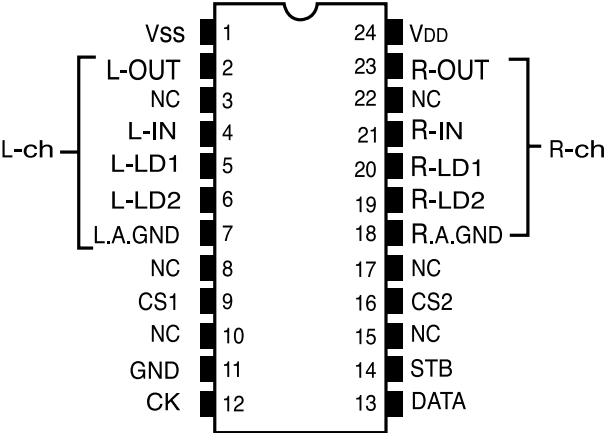 Vss 1 24 VDD
L-OUT 2 23 R-OUT
NC 3 22 NC
L-IN 4 21 R-IN
L-ch L-LD1 5 20 R-LD1 R-ch
L-LD2 6 19 R-LD2
L.A.GND 7 18 R.A.GND
NC 8 17 NC
CS1 9 16 CS2
NC 10 15 NC
GND 11 14 STB
CK 12 13 DATA